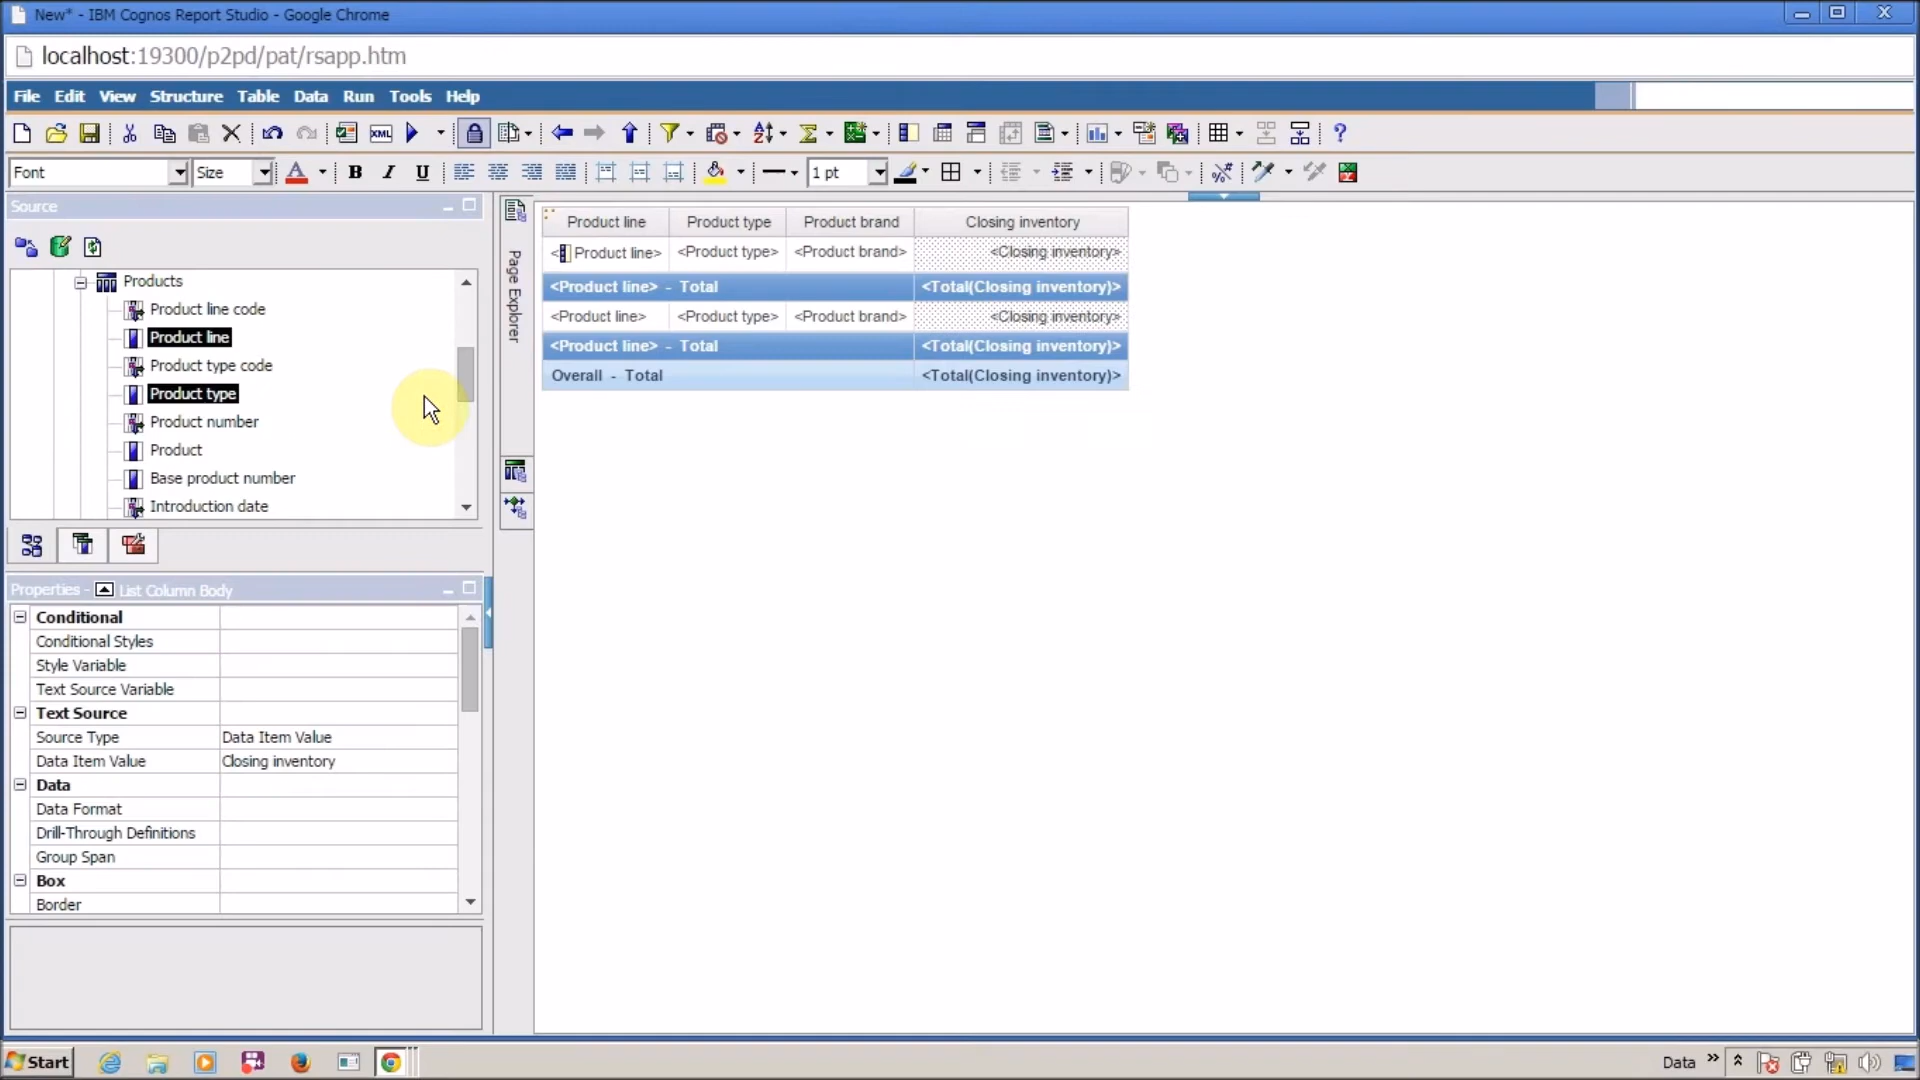 New* - IBM Cognos Report Studio - Google Chrome
localhost:19300/p2pd/pat/rsapp.htm
File Edit View Structure Table Data Run Tools Help
XML
Font Size A B I U 1 pt
Source
Products
Product line code
Product line
Product type code
Product type
Product number
Product
Base product number
Introduction date
Page Explorer
Product line Product type Product brand Closing inventory
<Product line> <Product type> <Product brand> <Closing inventory>
<Product line> - Total <Total(Closing inventory)>
<Product line> <Product type> <Product brand> <Closing inventory>
<Product line> - Total <Total(Closing inventory)>
Overall - Total <Total(Closing inventory)>
Properties - List Column Body
Conditional
Conditional Styles
Style Variable
Text Source Variable
Text Source
Source Type Data Item Value
Data Item Value Closing inventory
Data
Data Format
Drill-Through Definitions
Group Span
Box
Border
Start Data »